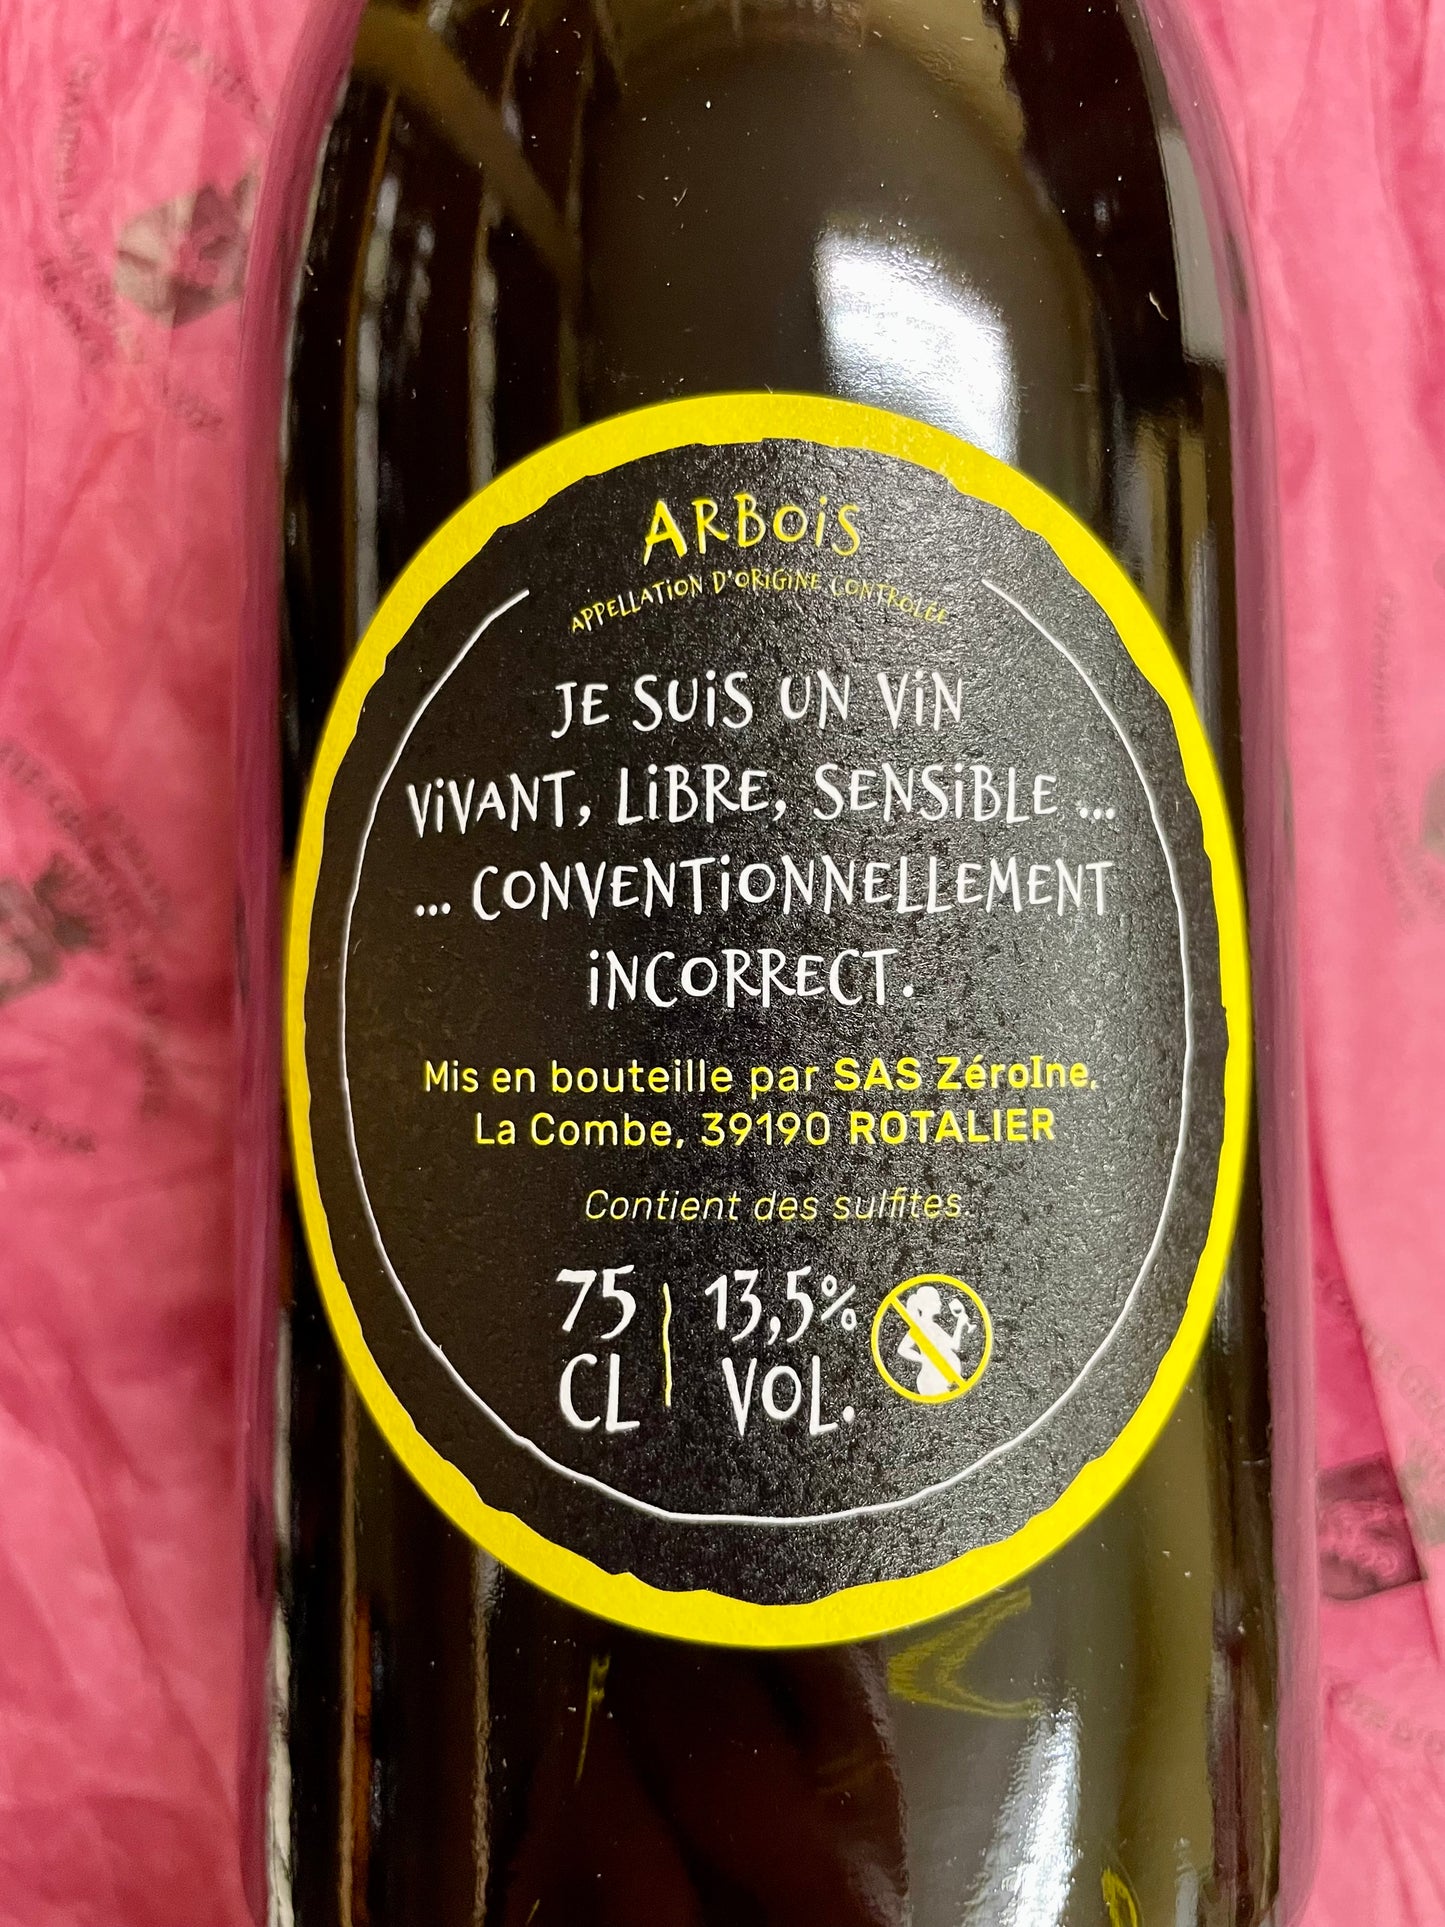 ARBOiS
APPELLATION D'ORIGINE CONTROLÉE
JE SUiS UN ViN
ViVANT, LiBRE, SENSiBLE ...
... CONVENTiONNELLEMENT
iNCORRECT.
Mis en bouteille par SAS ZéroIne,
La Combe, 39190 ROTALIER
Contient des sulfites.
75 CL | 13,5% VOL.